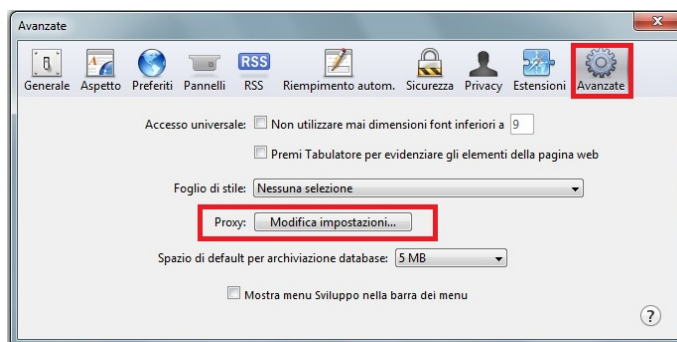 Avanzate
RSS
Generale Aspetto Preferiti Pannelli RSS Riempimento autom. Sicurezza Privacy Estensioni Avanzate
Accesso universale: Non utilizzare mai dimensioni font inferiori a 9
Premi Tabulatore per evidenziare gli elementi della pagina web
Foglio di stile: Nessuna selezione
Proxy: Modifica impostazioni...
Spazio di default per archiviazione database: 5 MB
Mostra menu Sviluppo nella barra dei menu
?